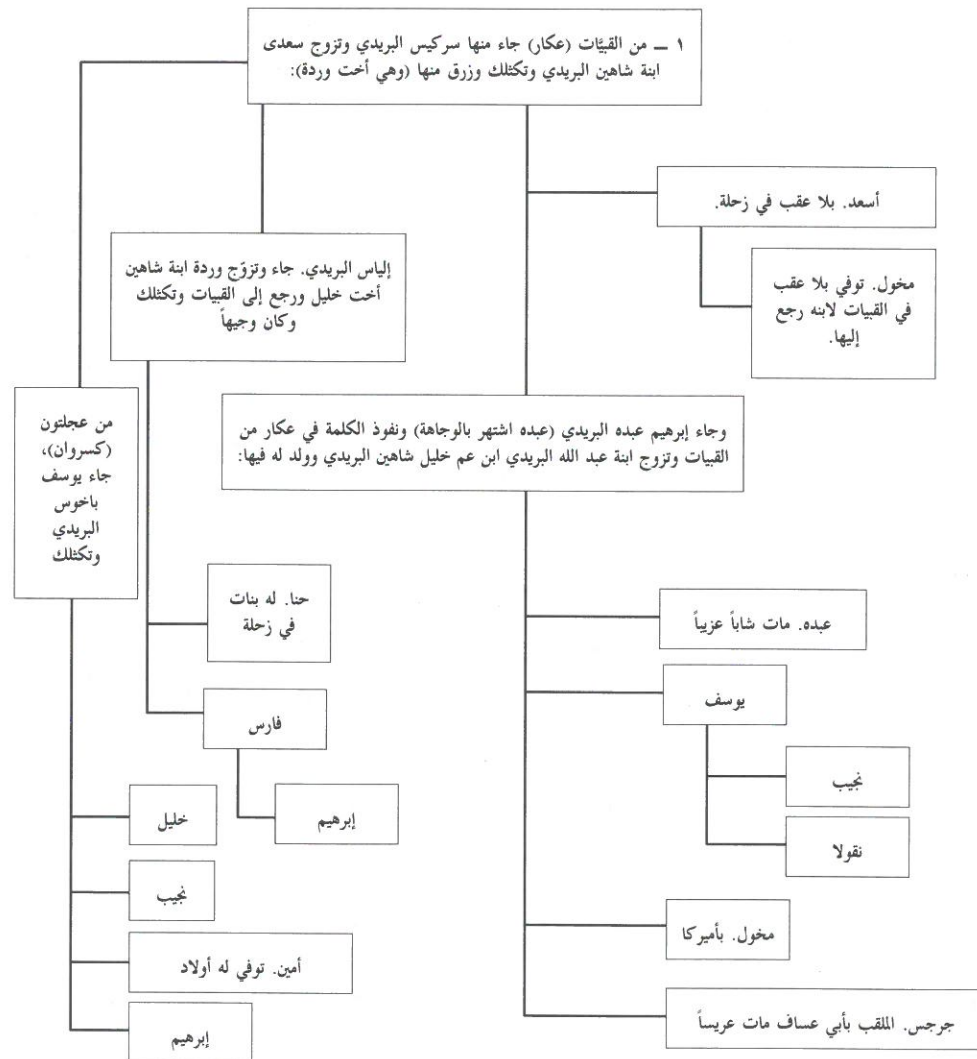 ١ ــ من القبيّات (عكار) جاء منها سركيس البريدي وتزوج سعدى
ابنة شاهين البريدي وتكثلك وزرق منها (وهي أخت وردة):
أسعد. بلا عقب في زحلة.
مخول. توفي بلا عقب
في القبيات لابنه رجع
إليها.
إلياس البريدي. جاء وتزوّج وردة ابنة شاهين
أخت خليل ورجع إلى القبيات وتكثلك
وكان وجيهاً
وجاء إبرهيم عبده البريدي (عبده اشتهر بالوجاهة) ونفوذ الكلمة في عكار من
القبيات وتزوج ابنة عبد الله البريدي ابن عم خليل شاهين البريدي وولد له فيها:
من عجلتون
(كسروان)،
جاء يوسف
باخوس
البريدي
وتكثلك
حنا. له بنات
في زحلة
عبده. مات شاباً عزيباً
يوسف
فارس
نجيب
إبرهيم
خليل
نقولا
نجيب
مخول. بأميركا
أمين. توفي له أولاد
جرجس. الملقب بأبي عساف مات عريساً
إبرهيم